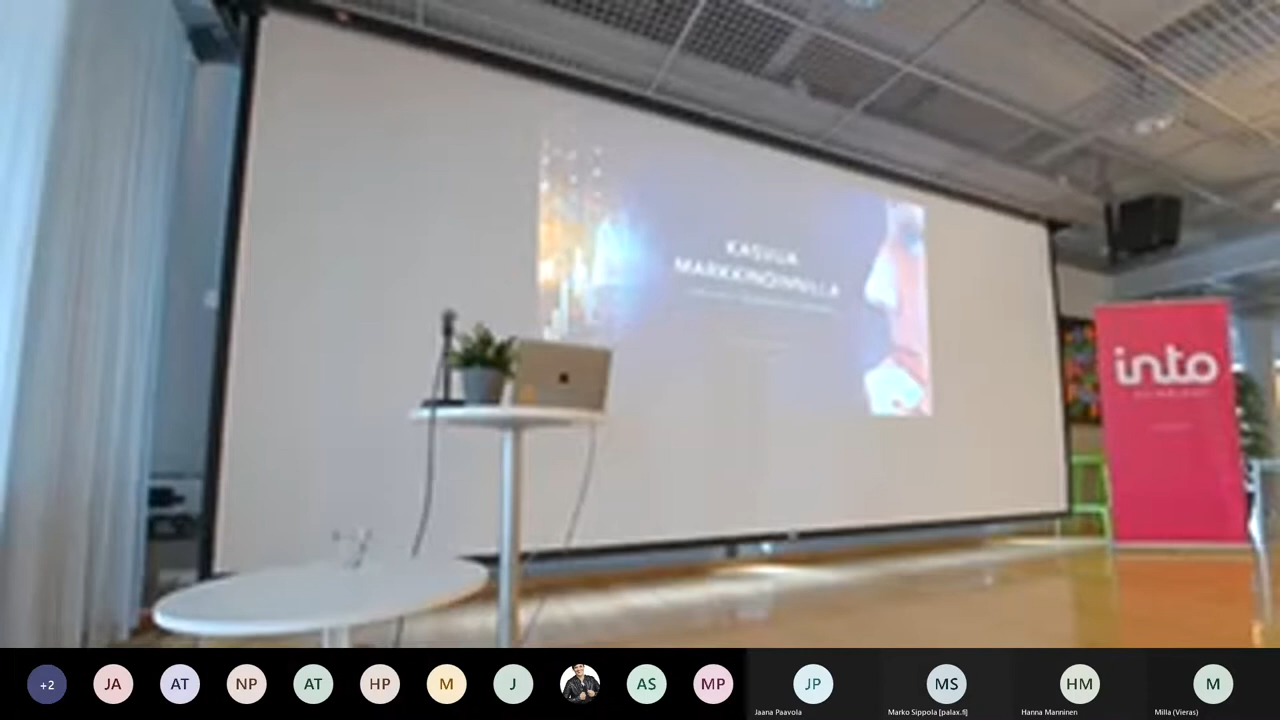 KASVUA
MARKKINOINNILLA
into
+2
JA
AT
NP
AT
HP
M
J
AS
MP
JP
MS
HM
M
Jaana Paavola
Marko Sippola [palax.fi]
Hanna Manninen
Milla (Vieras)